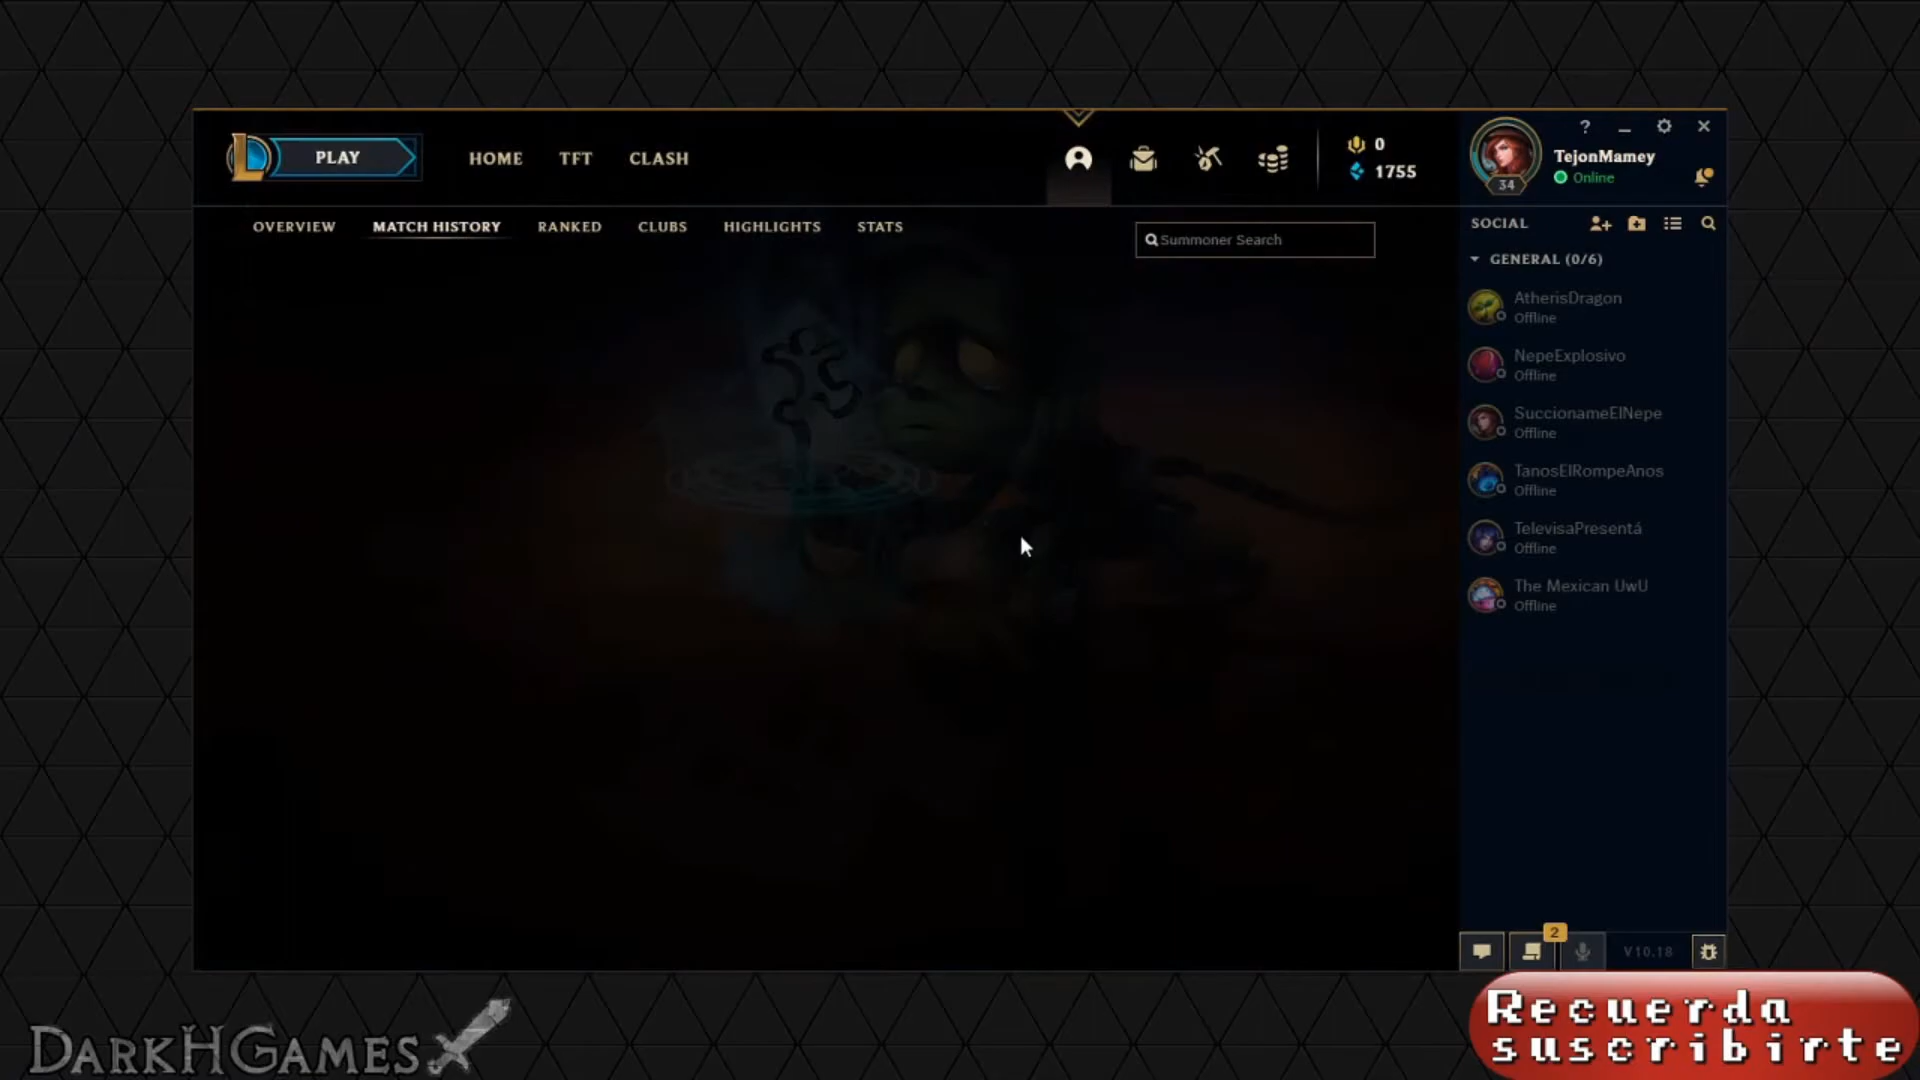 PLAY
HOME
TFT
CLASH
0
1755
34
TejonMamey
Online
?
OVERVIEW
MATCH HISTORY
RANKED
CLUBS
HIGHLIGHTS
STATS
Summoner Search
SOCIAL
GENERAL (0/6)
AtherisDragon
Offline
NepeExplosivo
Offline
SuccionameElNepe
Offline
TanosElRompeAnos
Offline
TelevisaPresentá
Offline
The Mexican UwU
Offline
2
V10.18
DARKHGAMES
Recuerda
suscribirte